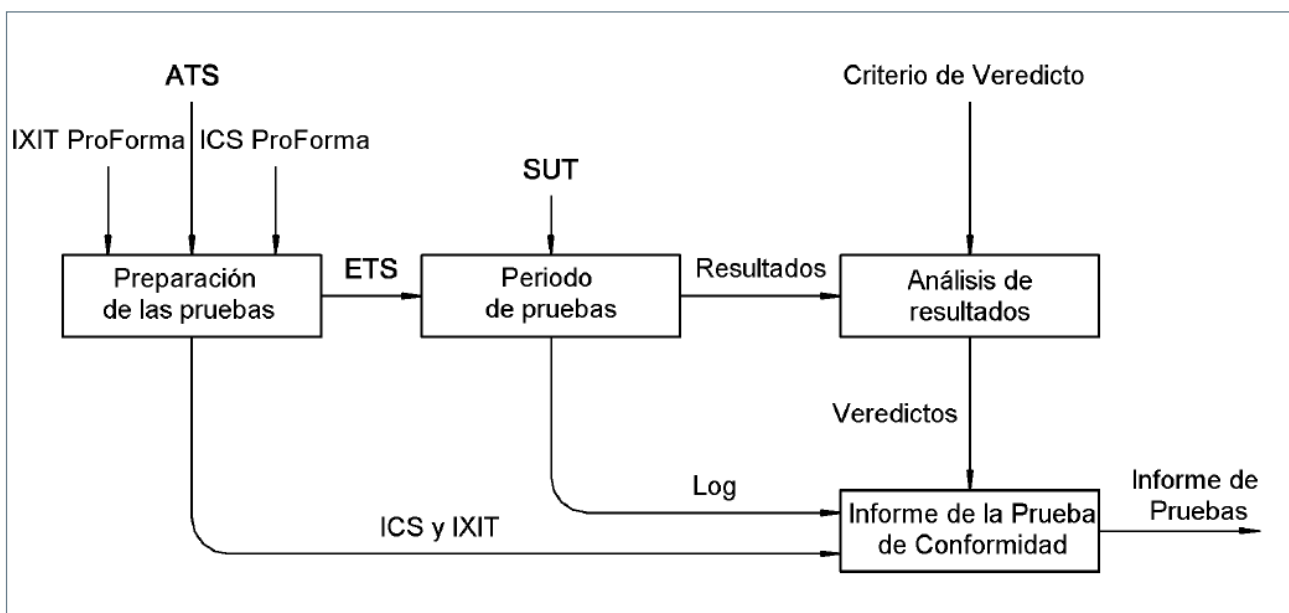 ATS
Criterio de Veredicto
IXIT ProForma
ICS ProForma
SUT
Preparación
de las pruebas
ETS
Periodo
de pruebas
Resultados
Análisis de
resultados
Veredictos
Log
ICS y IXIT
Informe de la Prueba
de Conformidad
Informe de
Pruebas